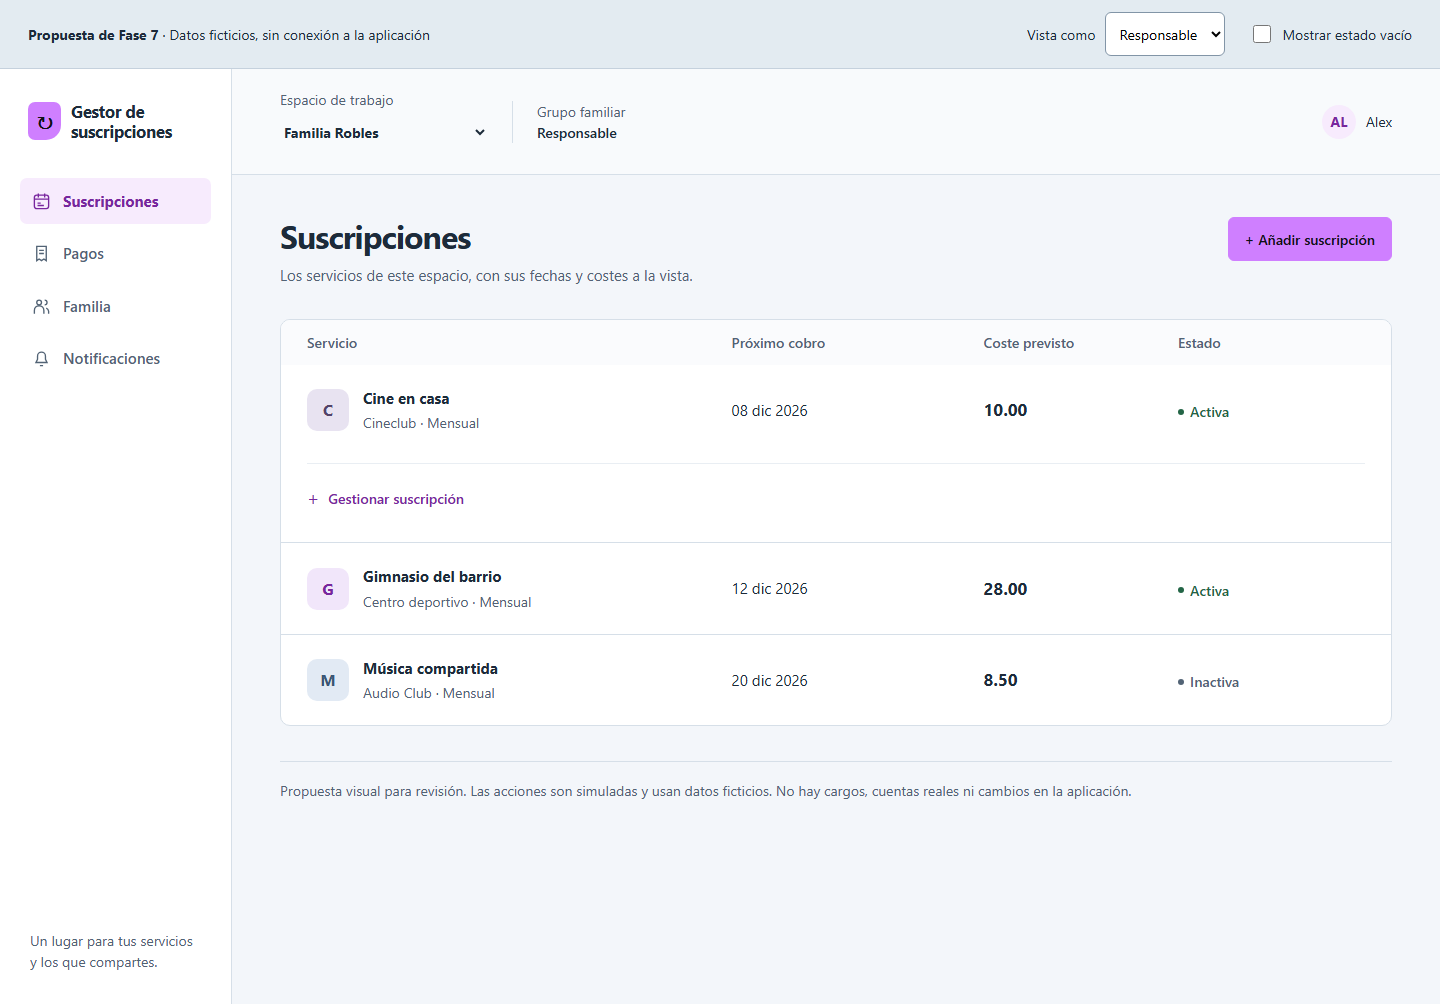 Propuesta de Fase 7 · Datos ficticios, sin conexión a la aplicación
Vista como
Responsable
Mostrar estado vacío
Gestor de
suscripciones
Suscripciones
Pagos
Familia
Notificaciones
Un lugar para tus servicios
y los que compartes.
Espacio de trabajo
Familia Robles
Grupo familiar
Responsable
AL Alex
Suscripciones
Los servicios de este espacio, con sus fechas y costes a la vista.
+ Añadir suscripción
Servicio Próximo cobro Coste previsto Estado
C
Cine en casa
Cineclub · Mensual
08 dic 2026
10.00
Activa
+ Gestionar suscripción
G
Gimnasio del barrio
Centro deportivo · Mensual
12 dic 2026
28.00
Activa
M
Música compartida
Audio Club · Mensual
20 dic 2026
8.50
Inactiva
Propuesta visual para revisión. Las acciones son simuladas y usan datos ficticios. No hay cargos, cuentas reales ni cambios en la aplicación.